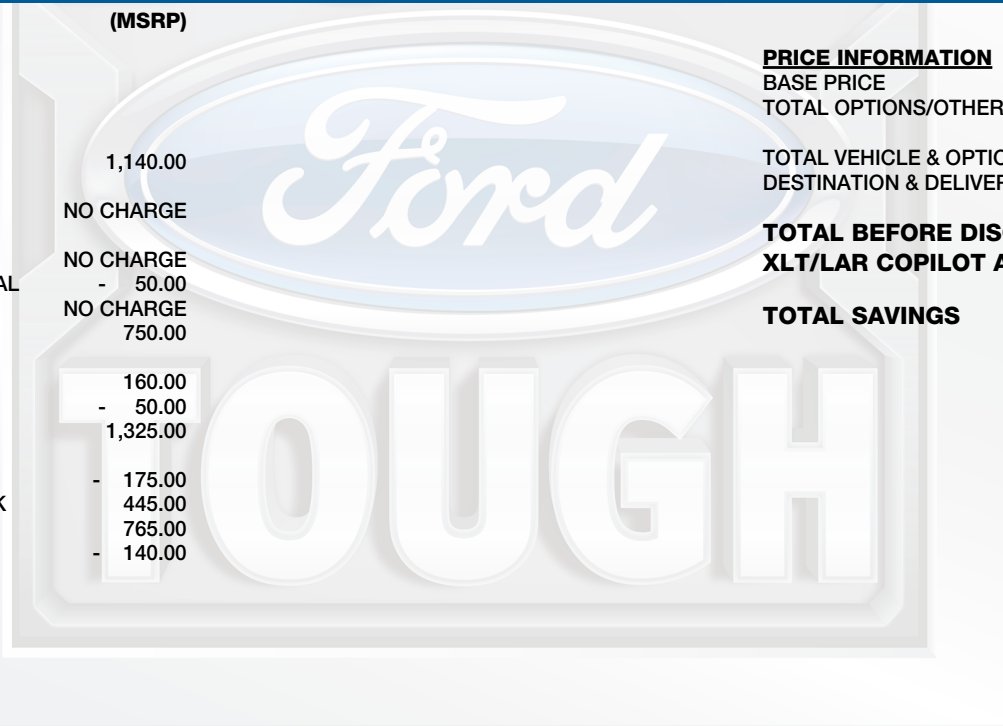 (MSRP)
1,140.00
NO CHARGE
NO CHARGE
AL - 50.00
NO CHARGE
750.00
160.00
- 50.00
1,325.00
- 175.00
K 445.00
765.00
- 140.00
PRICE INFORMATION
BASE PRICE
TOTAL OPTIONS/OTHER
TOTAL VEHICLE & OPTIO
DESTINATION & DELIVER
TOTAL BEFORE DIS
XLT/LAR COPILOT A
TOTAL SAVINGS
Ford
TOUGH